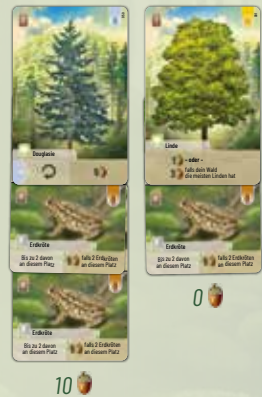 Douglasie
Linde
1 - oder -
3 falls dein Wald
die meisten Linden hat
Erdkröte
Bis zu 2 davon
an diesem Platz
falls 2 Erdkröten
an diesem Platz
Erdkröte
Bis zu 2 davon
an diesem Platz
falls 2 Erdkröten
an diesem Platz
Erdkröte
Bis zu 2 davon
an diesem Platz
falls 2 Erdkröten
an diesem Platz
0
10